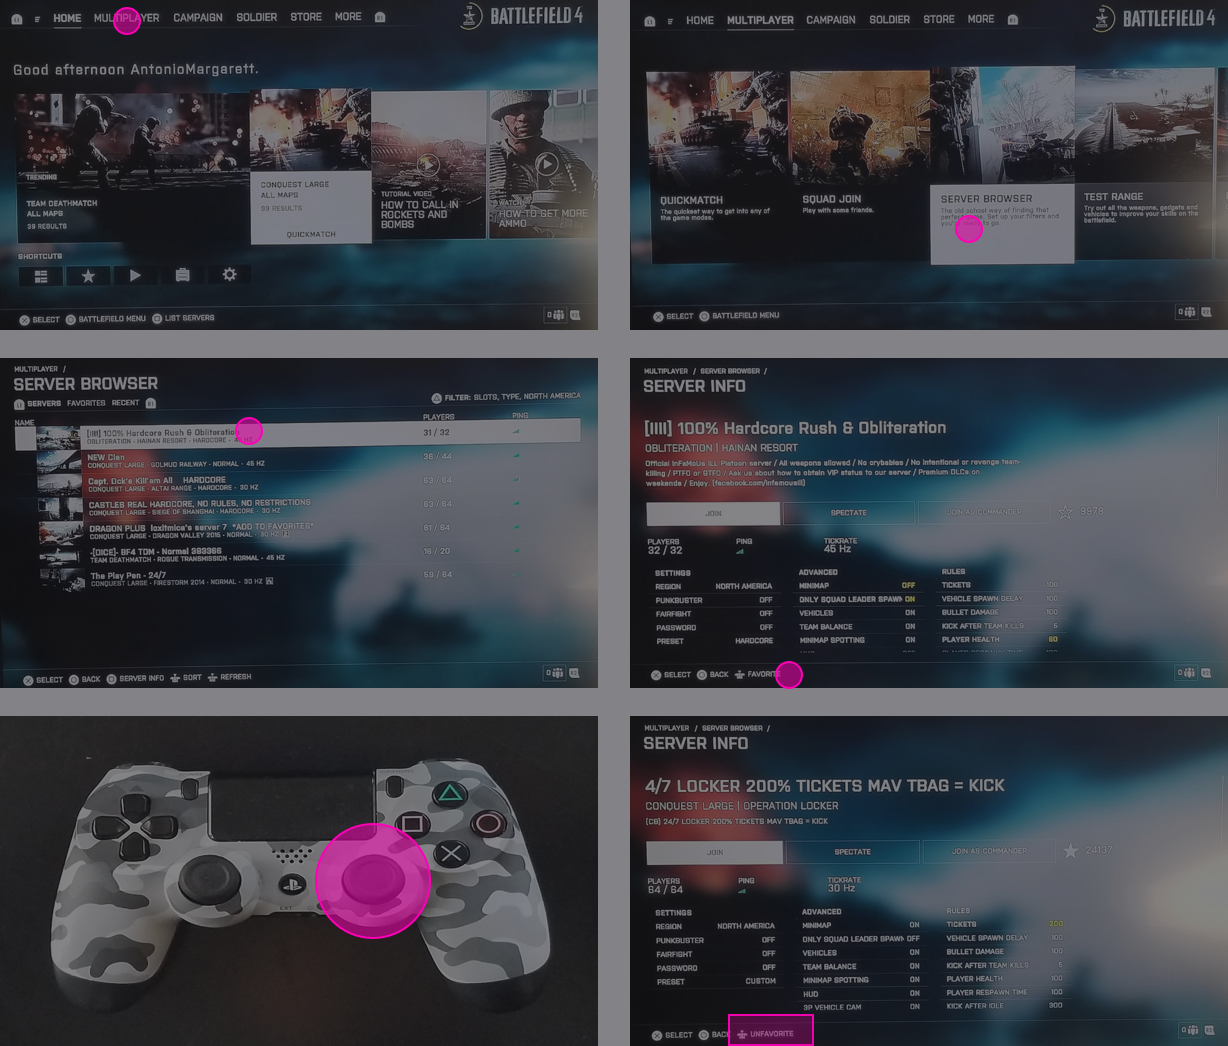 HOME MULTIPLAYER CAMPAIGN SOLDIER STORE MORE
BATTLEFIELD 4
Good afternoon AntonioMargarett.
TRENDING
TEAM DEATHMATCH
ALL MAPS
39 RESULTS
CONQUEST LARGE
ALL MAPS
99 RESULTS
QUICKMATCH
TUTORIAL VIDEO
HOW TO CALL IN
ROCKETS AND
BOMBS
WATCH
HOW TO GET MORE
AMMO
SHORTCUTS
SELECT BATTLEFIELD MENU LIST SERVERS
HOME MULTIPLAYER CAMPAIGN SOLDIER STORE MORE
BATTLEFIELD 4
QUICKMATCH
The quickest way to get into any of
the game modes.
SQUAD JOIN
Play with some friends.
SERVER BROWSER
The old school way of finding that
perfect game. Set up your filters and
you're ready to go.
TEST RANGE
Try out all the weapons, gadgets and
vehicles to improve your skills on the
battlefield.
SELECT BATTLEFIELD MENU
MULTIPLAYER /
SERVER BROWSER
SERVERS FAVORITES RECENT
FILTER: SLOTS, TYPE, NORTH AMERICA
NAME PLAYERS PING
[IIII] 100% Hardcore Rush & Obliteration 31 / 32
OBLITERATION - HAINAN RESORT - HARDCORE - 45 HZ
NEW Clan 36 / 44
CONQUEST LARGE - GOLMUD RAILWAY - NORMAL - 45 HZ
Capt. Dck's Kill'am All HARDCORE 63 / 64
CONQUEST LARGE - ALTAI RANGE - HARDCORE - 30 HZ
CASTLES REAL HARDCORE, NO RULES, NO RESTRICTIONS 63 / 64
CONQUEST LARGE - SIEGE OF SHANGHAI - HARDCORE - 30 HZ
DRAGON PLUS loxitmice's server 7 *ADD TO FAVORITES* 61 / 64
CONQUEST LARGE - DRAGON VALLEY 2015 - NORMAL - 30 HZ
-[DICE]- BF4 TDM - Normal 393366 16 / 20
TEAM DEATHMATCH - ROGUE TRANSMISSION - NORMAL - 45 HZ
The Play Pen - 24/7 59 / 64
CONQUEST LARGE - FIRESTORM 2014 - NORMAL - 30 HZ
SELECT BACK SERVER INFO SORT REFRESH
MULTIPLAYER / SERVER BROWSER /
SERVER INFO
[IIII] 100% Hardcore Rush & Obliteration
OBLITERATION | HAINAN RESORT
Official InFaMoUs ILL Platoon server / All weapons allowed / No crybabies / No intentional or revenge team-
killing / PTFO or GTFO / Ask us about how to obtain VIP status to our server / Premium DLCs on
weekends / Enjoy. (facebook.com/infamousill)
JOIN SPECTATE JOIN AS COMMANDER 9878
PLAYERS PING TICKRATE
32 / 32 45 Hz
SETTINGS ADVANCED RULES
REGION NORTH AMERICA MINIMAP OFF TICKETS 100
PUNKBUSTER OFF ONLY SQUAD LEADER SPAWN ON VEHICLE SPAWN DELAY 100
FAIRFIGHT OFF VEHICLES ON BULLET DAMAGE 100
PASSWORD OFF TEAM BALANCE ON KICK AFTER TEAM KILLS 5
PRESET HARDCORE MINIMAP SPOTTING ON PLAYER HEALTH 60
SELECT BACK FAVORITE
MULTIPLAYER / SERVER BROWSER /
SERVER INFO
4/7 LOCKER 200% TICKETS MAV TBAG = KICK
CONQUEST LARGE | OPERATION LOCKER
[CB] 24/7 LOCKER 200% TICKETS MAV TBAG = KICK
JOIN SPECTATE JOIN AS COMMANDER 24132
PLAYERS PING TICKRATE
64 / 64 30 Hz
SETTINGS ADVANCED RULES
REGION NORTH AMERICA MINIMAP ON TICKETS 200
PUNKBUSTER OFF ONLY SQUAD LEADER SPAWN OFF VEHICLE SPAWN DELAY 100
FAIRFIGHT OFF VEHICLES ON BULLET DAMAGE 100
PASSWORD OFF TEAM BALANCE ON KICK AFTER TEAM KILLS 5
PRESET CUSTOM MINIMAP SPOTTING ON PLAYER HEALTH 100
HUD ON PLAYER RESPAWN TIME 100
3P VEHICLE CAM ON KICK AFTER IDLE 300
SELECT BACK UNFAVORITE